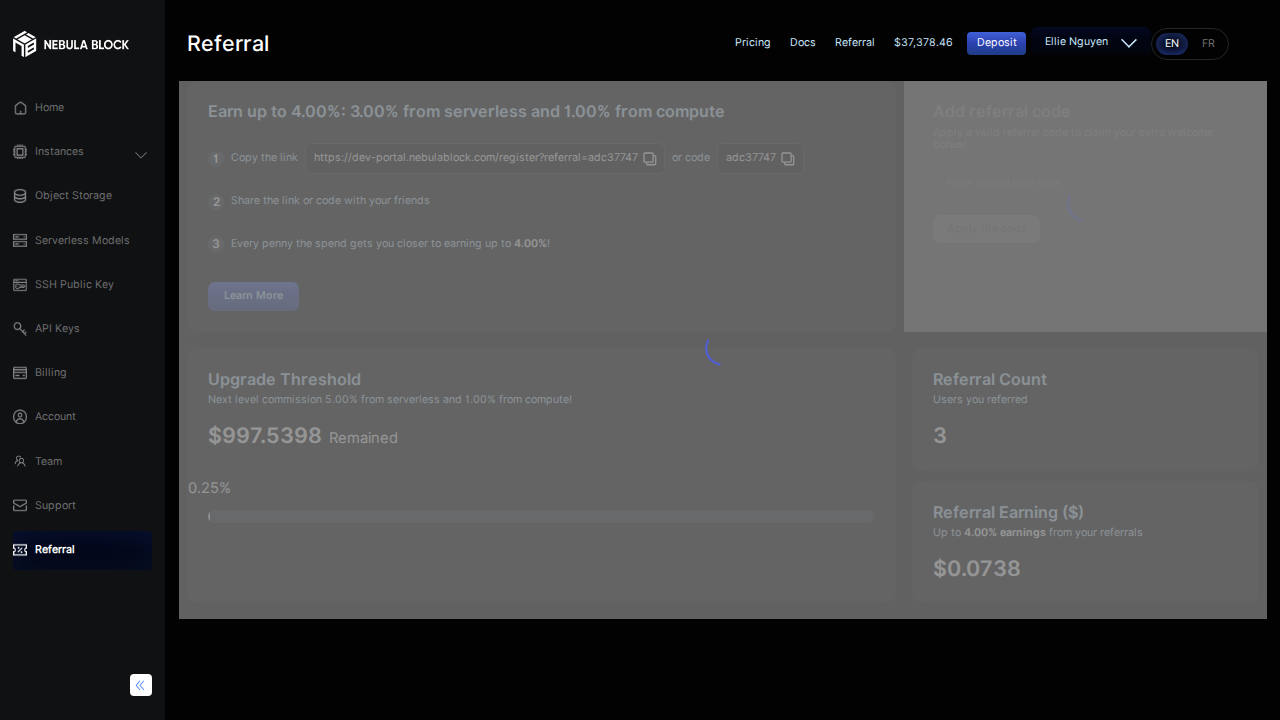 NEBULA BLOCK
Referral
Pricing
Docs
Referral
$37,378.46
Deposit
Ellie Nguyen
EN
FR
Home
Instances
Object Storage
Serverless Models
SSH Public Key
API Keys
Billing
Account
Team
Support
Referral
Earn up to 4.00%: 3.00% from serverless and 1.00% from compute
1 Copy the link https://dev-portal.nebulablock.com/register?referral=adc37747 or code adc37747
2 Share the link or code with your friends
3 Every penny the spend gets you closer to earning up to 4.00%!
Learn More
Add referral code
Apply a valid referral code to claim your extra welcome
bonus!
Apply the code
Upgrade Threshold
Next level commission 5.00% from serverless and 1.00% from compute!
$997.5398 Remained
0.25%
Referral Count
Users you referred
3
Referral Earning ($)
Up to 4.00% earnings from your referrals
$0.0738